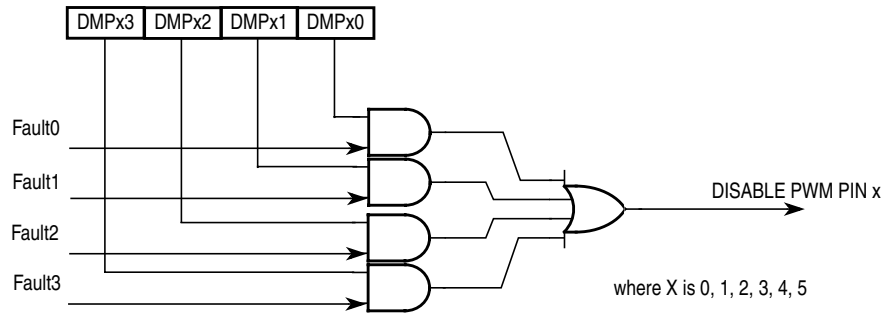 DMPx3 DMPx2 DMPx1 DMPx0
Fault0
Fault1
DISABLE PWM PIN x
Fault2
Fault3
where X is 0, 1, 2, 3, 4, 5